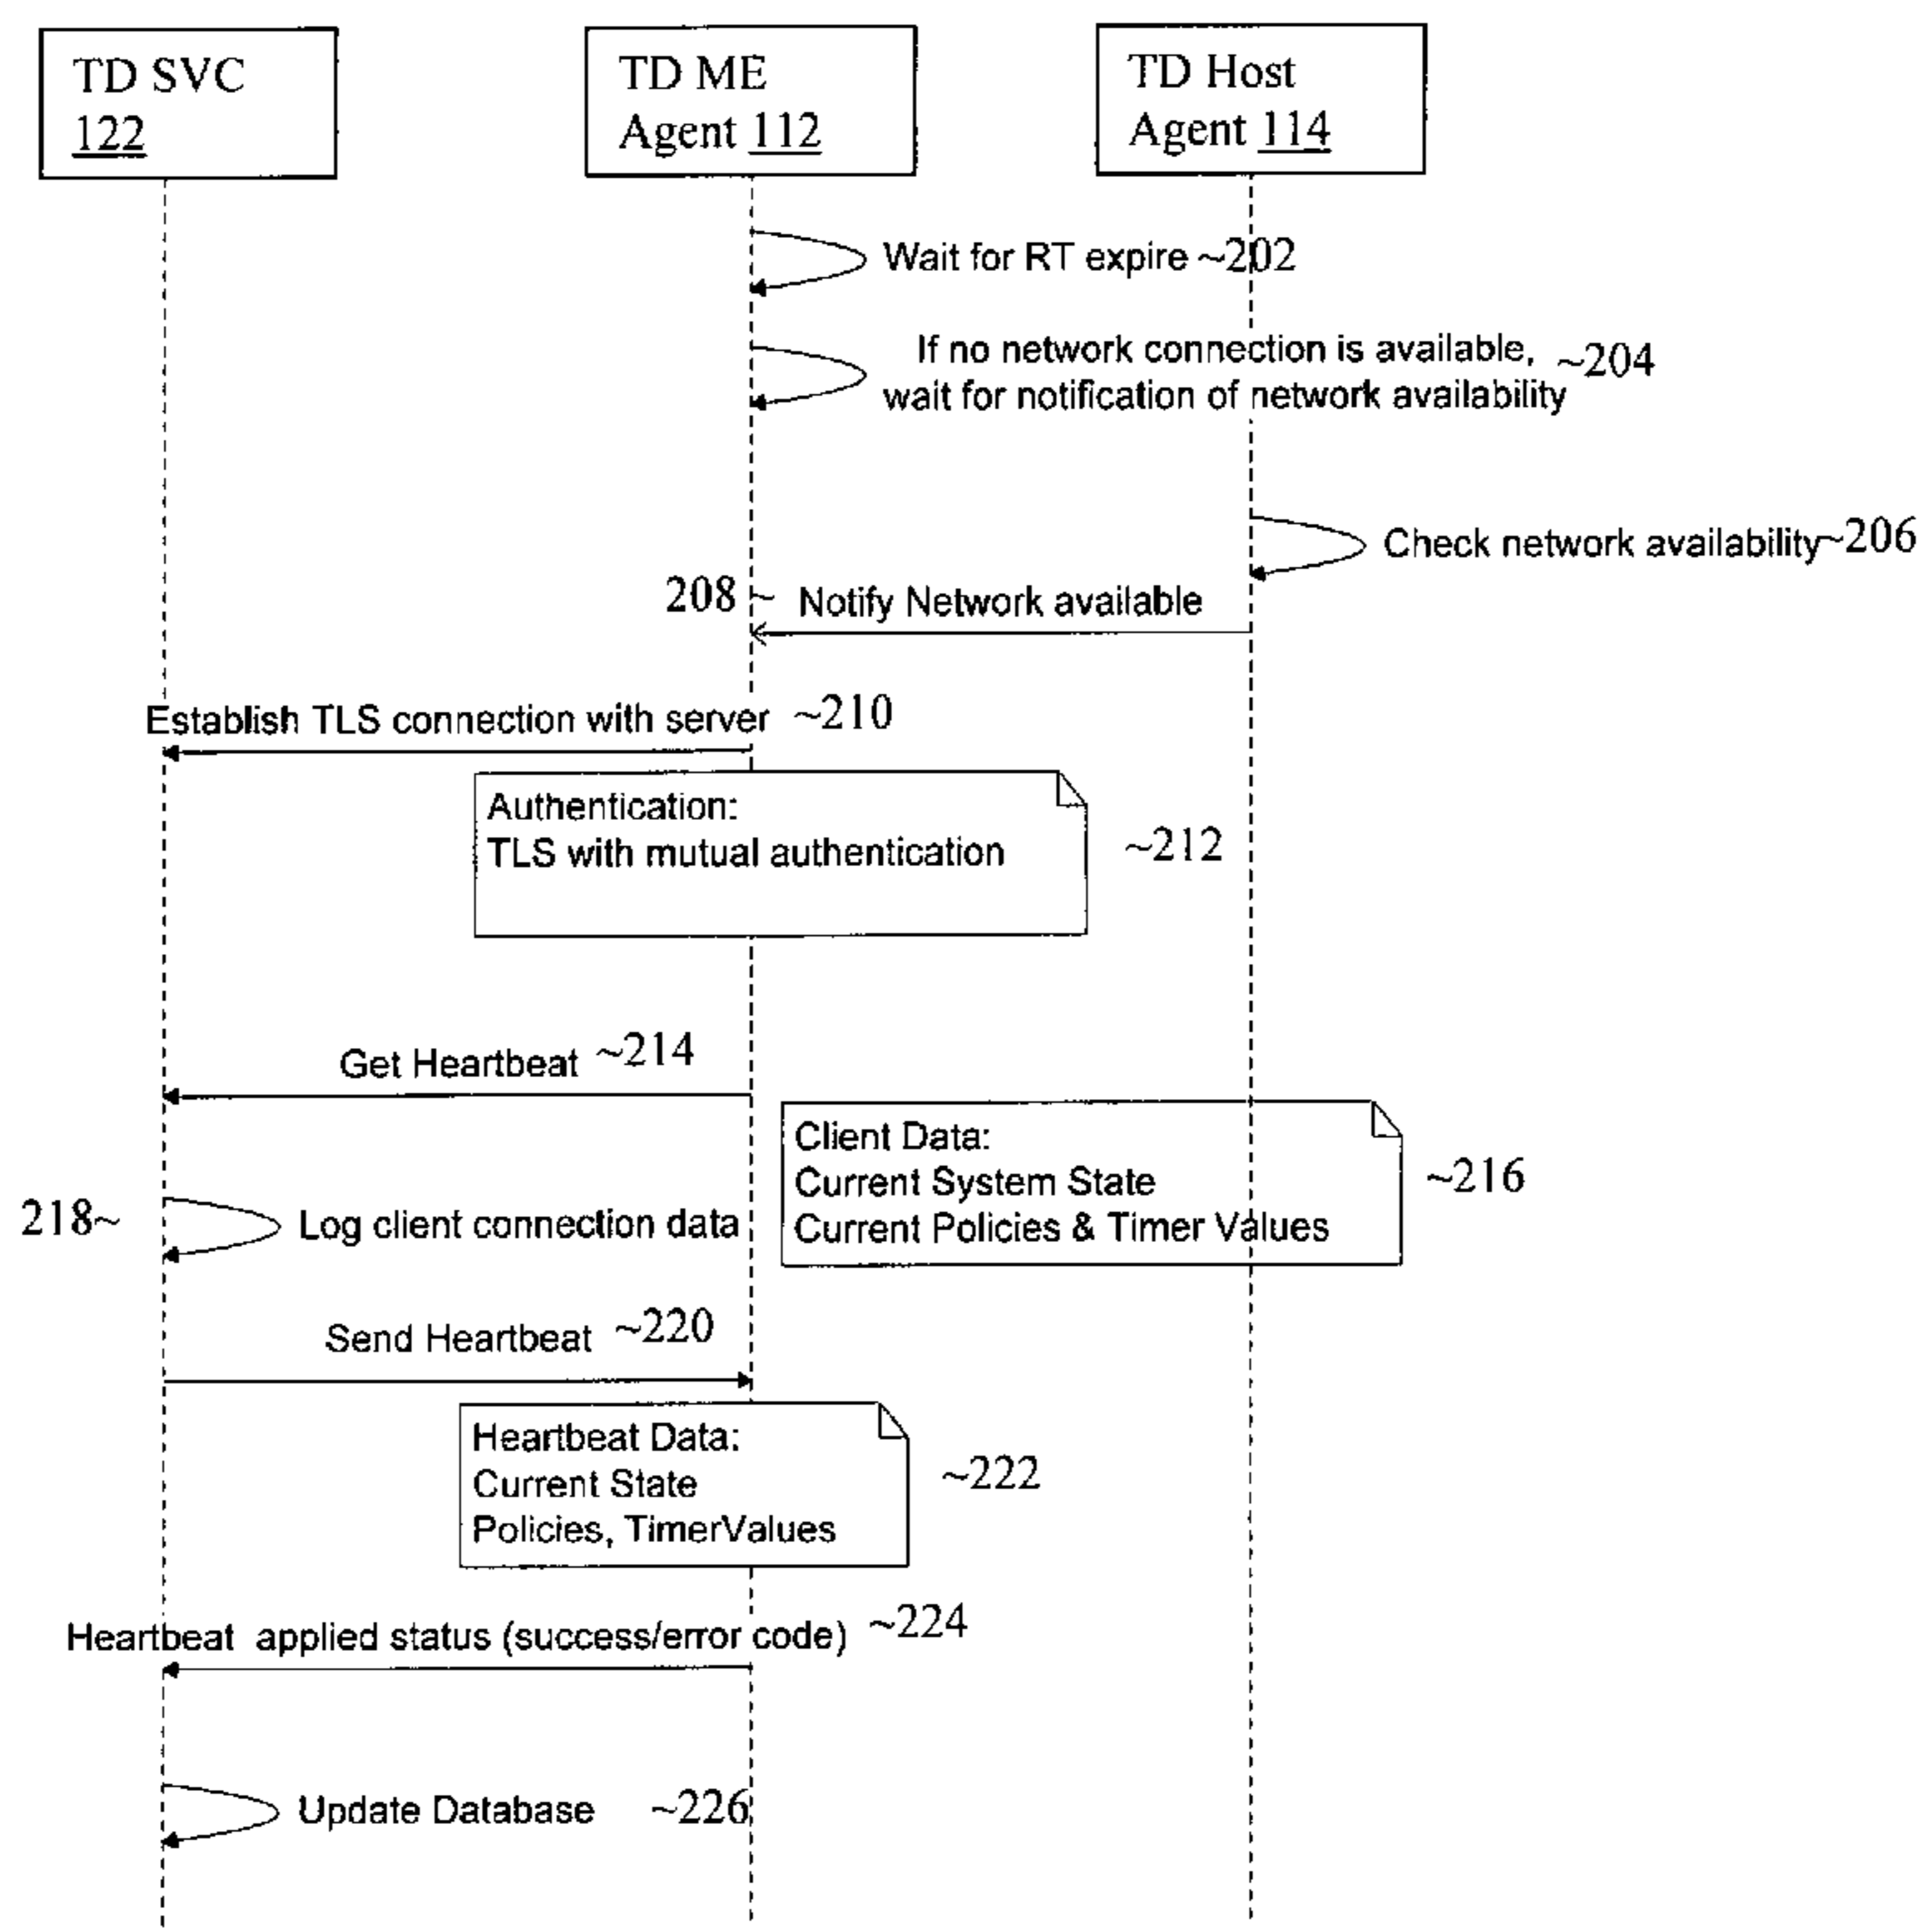 TD SVC
122
TD ME
Agent 112
TD Host
Agent 114
Wait for RT expire ~202
If no network connection is available, ~204
wait for notification of network availability
Check network availability~206
208 ~ Notify Network available
Establish TLS connection with server ~210
Authentication:
TLS with mutual authentication
~212
Get Heartbeat ~214
Client Data:
Current System State
Current Policies & Timer Values
~216
218~ Log client connection data
Send Heartbeat ~220
Heartbeat Data:
Current State
Policies, TimerValues
~222
Heartbeat applied status (success/error code) ~224
Update Database ~226